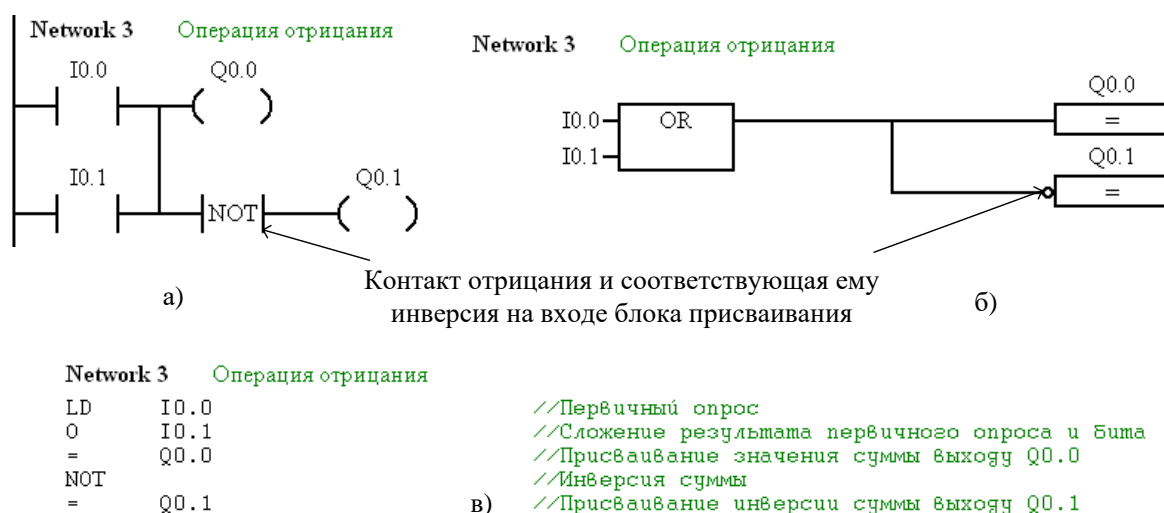 Network 3 Операция отрицания
I0.0 Q0.0
I0.1 Q0.1
NOT
а)
Network 3 Операция отрицания
Q0.0
I0.0 OR =
I0.1 Q0.1
=
б)
Контакт отрицания и соответствующая ему
инверсия на входе блока присваивания
Network 3 Операция отрицания
LD I0.0 //Первичный опрос
O I0.1 //Сложение результата первичного опроса и бита
= Q0.0 //Присваивание значения суммы выходу Q0.0
NOT //Инверсия суммы
= Q0.1 //Присваивание инверсии суммы выходу Q0.1
в)